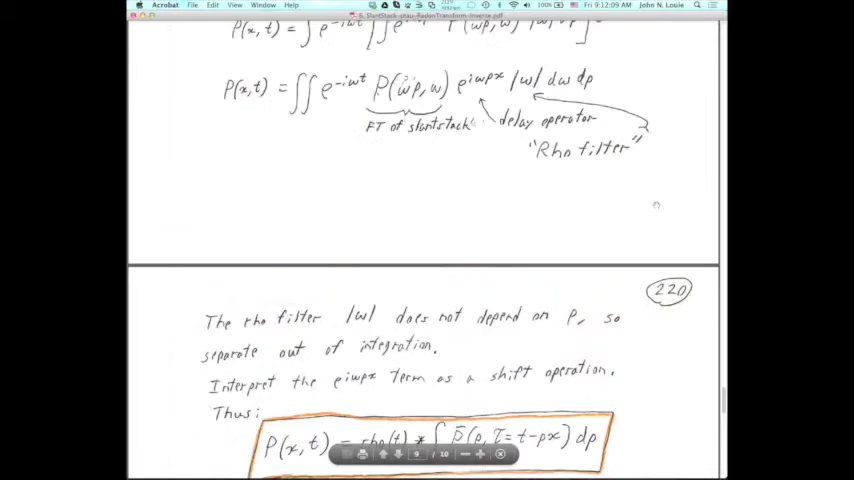 Acrobat File Edit View Window Help 100% Fri 9:12:09 AM John N. Louie
6. SlantStack-ptau-RadonTransform-Inverse.pdf
P(x,t) = ∫ e^-iωt
P(x,t) = ∫∫ e^-iωt P(ωp,ω) e^iωpx |ω| dω dp
FT of slantstack
delay operator
"Rho filter"
220
The rho filter |ω| does not depend on p, so
separate out of integration.
Interpret the e^iωpx term as a shift operation.
Thus:
P(x,t) = rho(t) * ∫ P̄(p, τ=t-px) dp
9 / 10